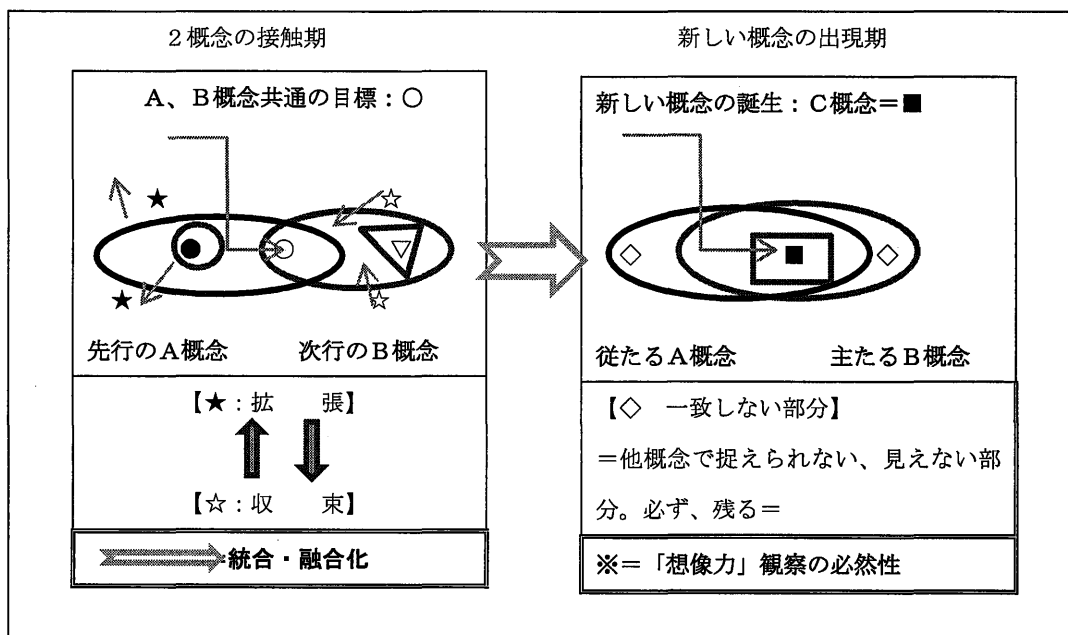 2概念の接触期
A、B概念共通の目標：○
★
☆
●
○
▽
★
☆
先行のA概念 次行のB概念
【★：拡 張】
【☆：収 束】
統合・融合化
新しい概念の出現期
新しい概念の誕生：C概念＝■
◇
■
◇
従たるA概念 主たるB概念
【◇ 一致しない部分】
＝他概念で捉えられない、見えない部
分。必ず、残る＝
※＝「想像力」観察の必然性